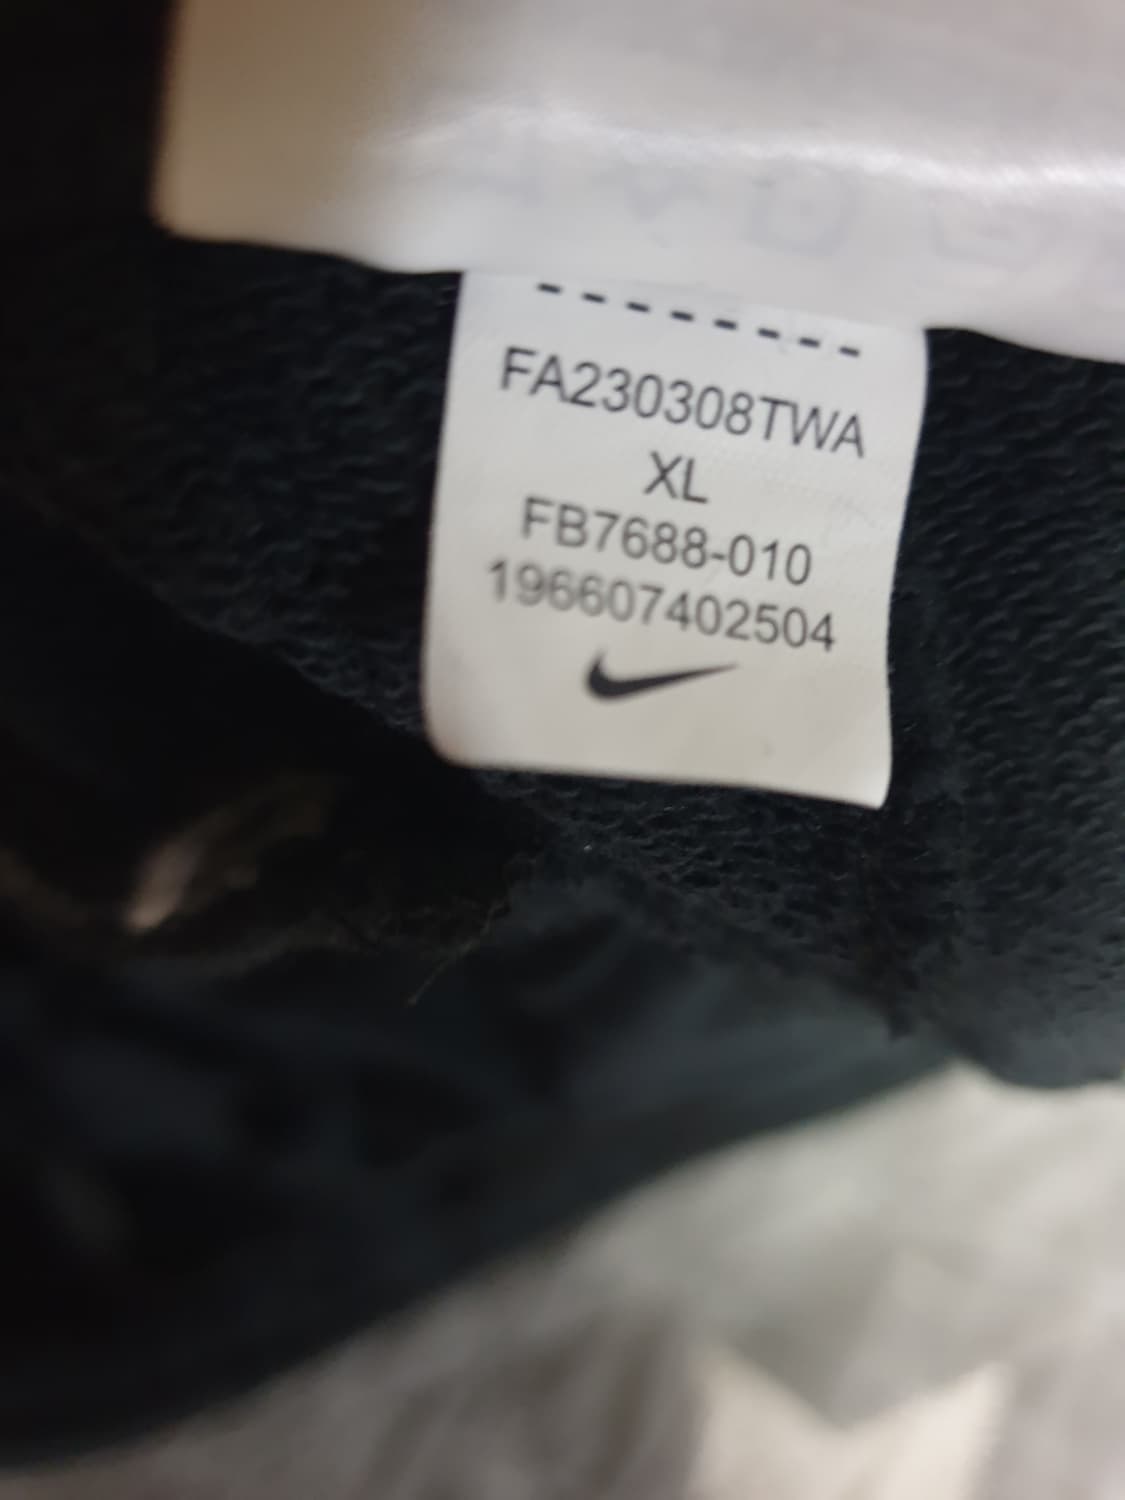 --------
FA230308TWA
XL
FB7688-010
196607402504